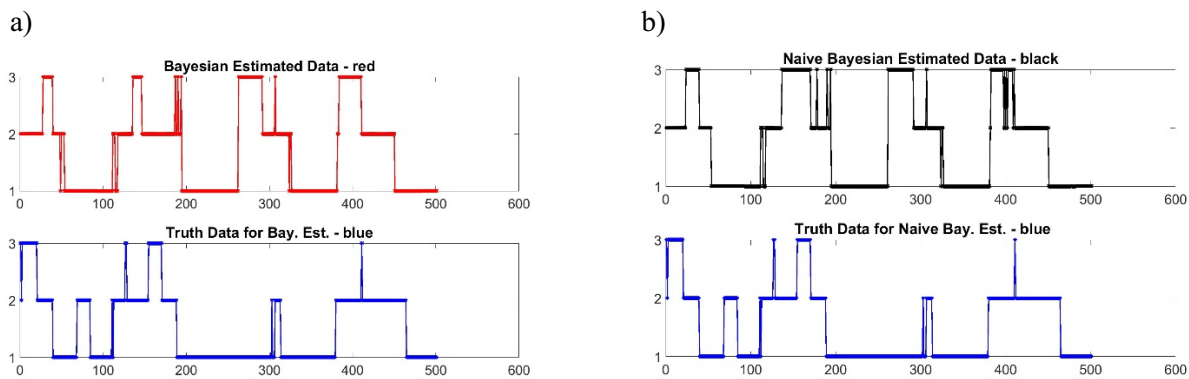 a)
Bayesian Estimated Data - red
3
2
1
0 100 200 300 400 500 600
Truth Data for Bay. Est. - blue
3
2
1
0 100 200 300 400 500 600
b)
Naive Bayesian Estimated Data - black
3
2
1
0 100 200 300 400 500 600
Truth Data for Naive Bay. Est. - blue
3
2
1
0 100 200 300 400 500 600